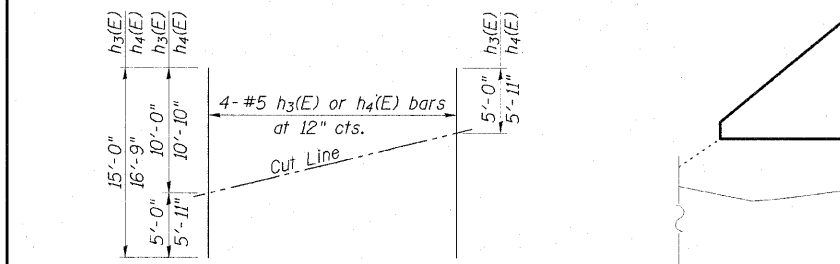 h3(E)
h4(E)
h3(E)
h4(E)
15'-0"
16'-9"
10'-0"
10'-10"
5'-0"
5'-11"
4-#5 h3(E) or h4(E) bars
at 12" cts.
Cut Line
h3(E)
h4(E)
5'-0"
5'-11"